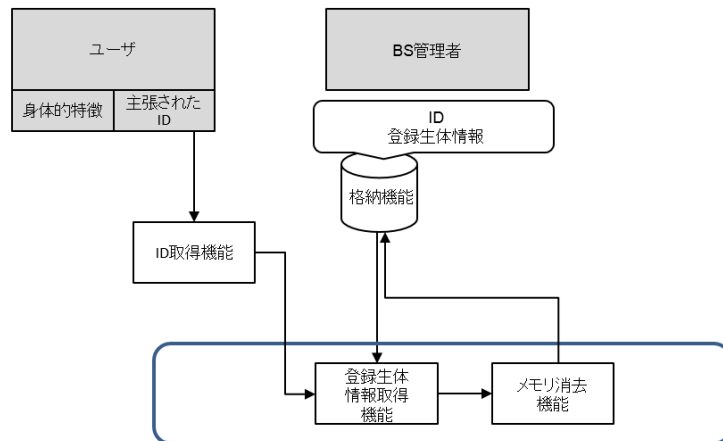 ユーザ
BS管理者
身体的特徴
主張された
ID
ID
登録生体情報
格納機能
ID取得機能
登録生体
情報取得
機能
メモリ消去
機能